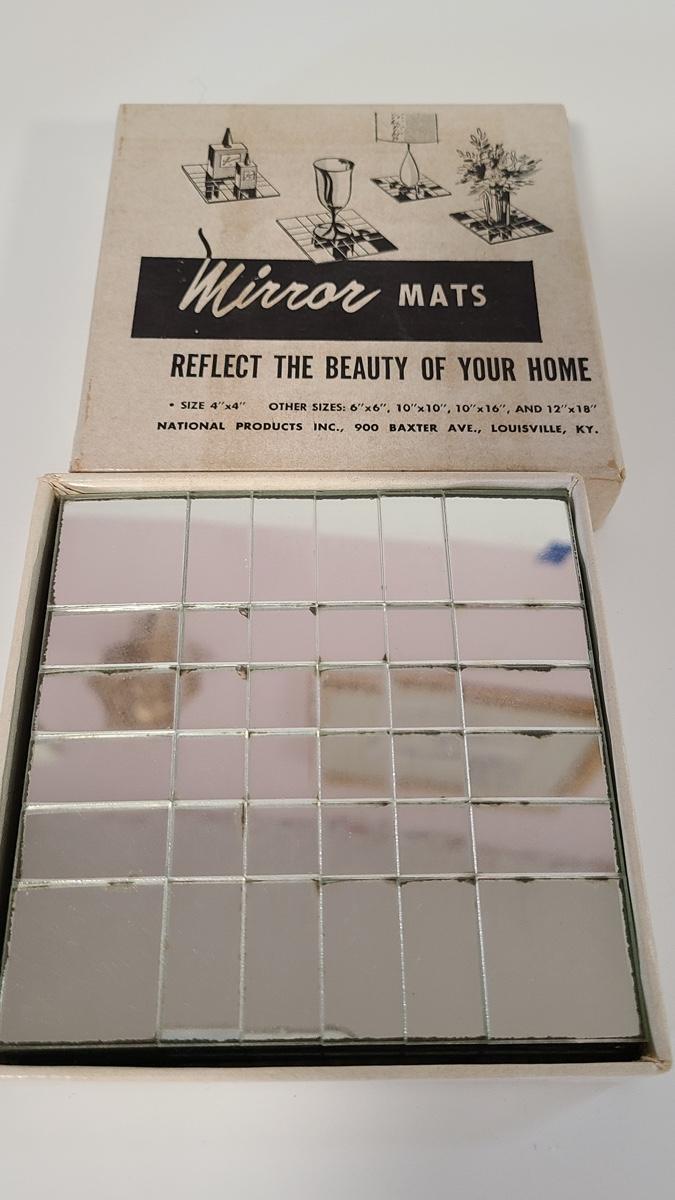 Mirror MATS
REFLECT THE BEAUTY OF YOUR HOME
• SIZE 4"x4" OTHER SIZES: 6"x6", 10"x10", 10"x16", AND 12"x18"
NATIONAL PRODUCTS INC., 900 BAXTER AVE., LOUISVILLE, KY.